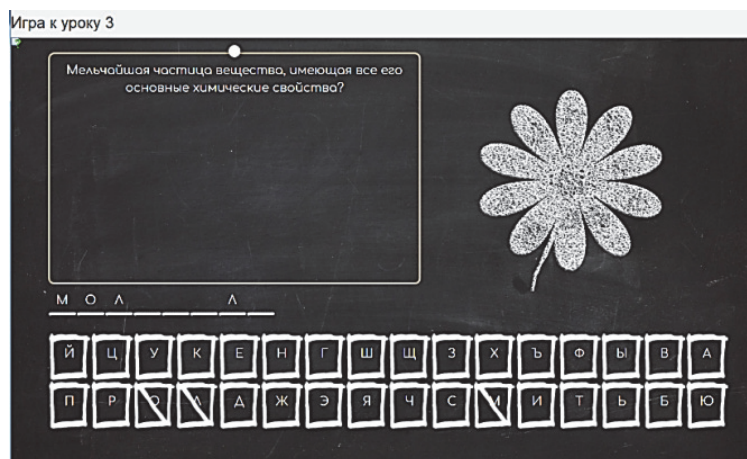 Игра к уроку 3
Мельчайшая частица вещества, имеющая все его
основные химические свойства?
М О Л _ _ _ Л _
Й Ц У К Е Н Г Ш Щ З Х Ъ Ф Ы В А
П Р О Л Д Ж Э Я Ч С М И Т Ь Б Ю